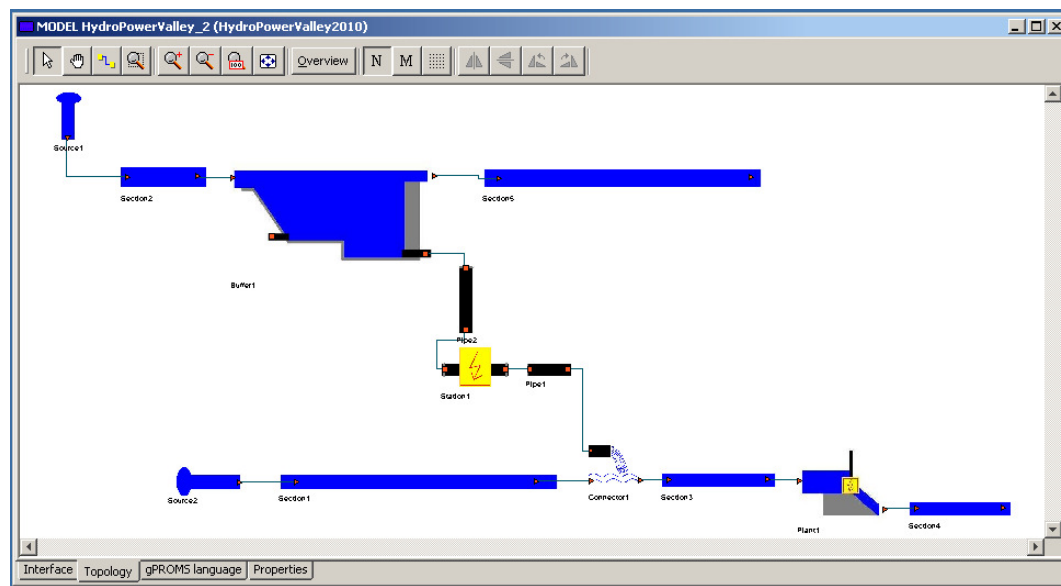 MODEL HydroPowerValley_2 (HydroPowerValley2010)
Overview N M
100
Source1
Section2
Section5
Buffer1
Pipe2
Station1
Pipe1
Source2
Section1
Connector1
Section3
Plant1
Section4
Interface Topology gPROMS language Properties